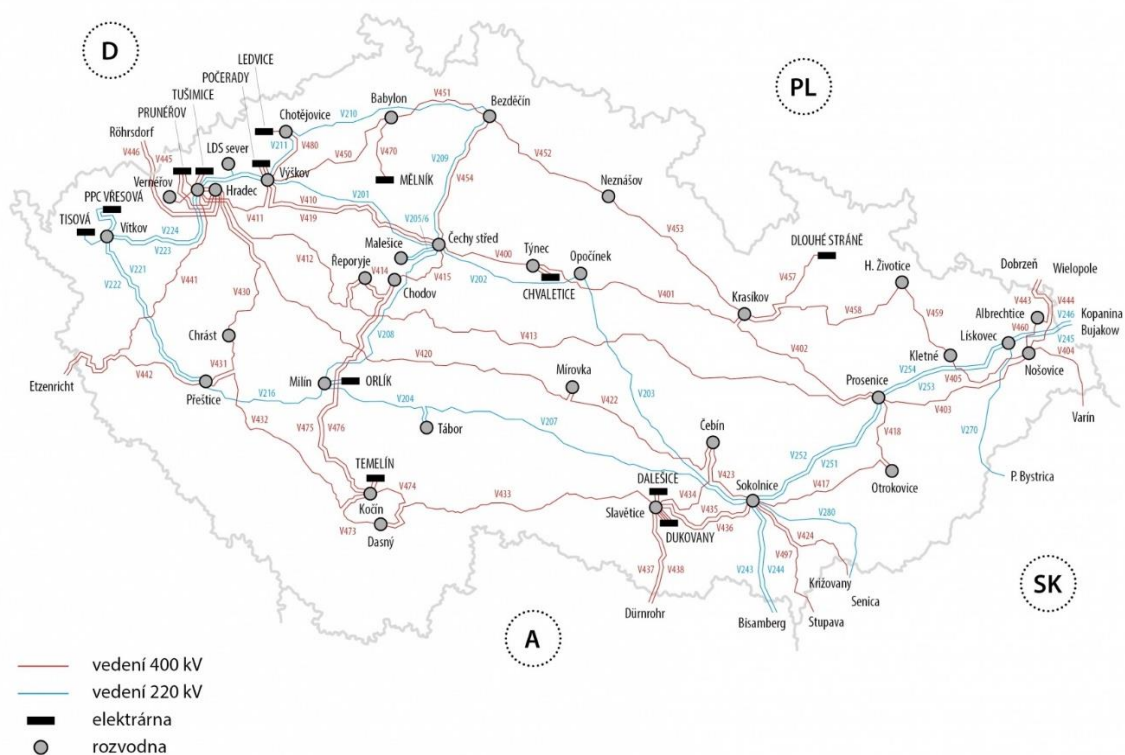 D
PL
A
SK
LEDVICE
POČERADY
TUŠIMICE
PRUNÉŘOV
Röhrsdorf
V446
V445
LDS sever
Chotějovice
V211
V480
V210
Babylon
V451
Bezděčín
V450
V470
MĚLNÍK
V209
V454
V452
Neznášov
Vernéřov
Hradec
Výškov
V411
V410
V419
V201
PPC VŘESOVÁ
TISOVÁ
Vítkov
V224
V223
V221
V222
V441
V430
V412
Řeporyje
V414
Malešice
V205/6
Čechy střed
V415
Chodov
V400
V202
Týnec
CHVALETICE
Opočínek
V401
V453
Krasíkov
V457
DLOUHÉ STRÁNĚ
V458
H. Životice
V459
V402
Dobrzeń
Wielopole
V443
V444
Albrechtice
V246
Kopanina
Bujakow
V245
V460
Lískovec
V404
Nošovice
Kletné
V405
V254
V253
V403
Prosenice
Varín
V270
P. Bystrica
V418
Otrokovice
V417
V252
V251
Chrást
V431
Etzenricht
V442
Přeštice
V216
V432
Milín
ORLÍK
V208
V420
V413
V204
Tábor
V207
Mírovka
V422
V203
Čebín
V423
V475
V476
TEMELÍN
Kočín
V474
V473
Dasný
V433
DALEŠICE
Slavětice
V434
V435
V436
DUKOVANY
Sokolnice
V437
V438
Dürnrohr
V243
V244
Bisamberg
V280
V424
V497
Křížovany
Senica
Stupava
vedení 400 kV
vedení 220 kV
elektrárna
rozvodna